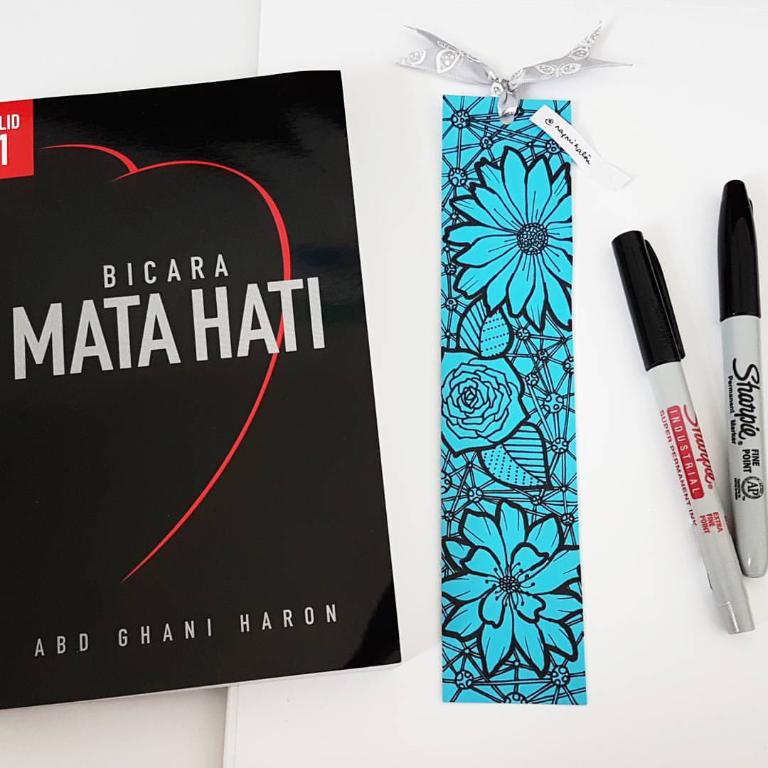 LID
1
BICARA
MATA HATI
ABD GHANI HARON
Sharpie®
INDUSTRIAL
SUPER PERMANENT INK
EXTRA
FINE
POINT
Sharpie®
Permanent Marker
FINE
POINT
AP